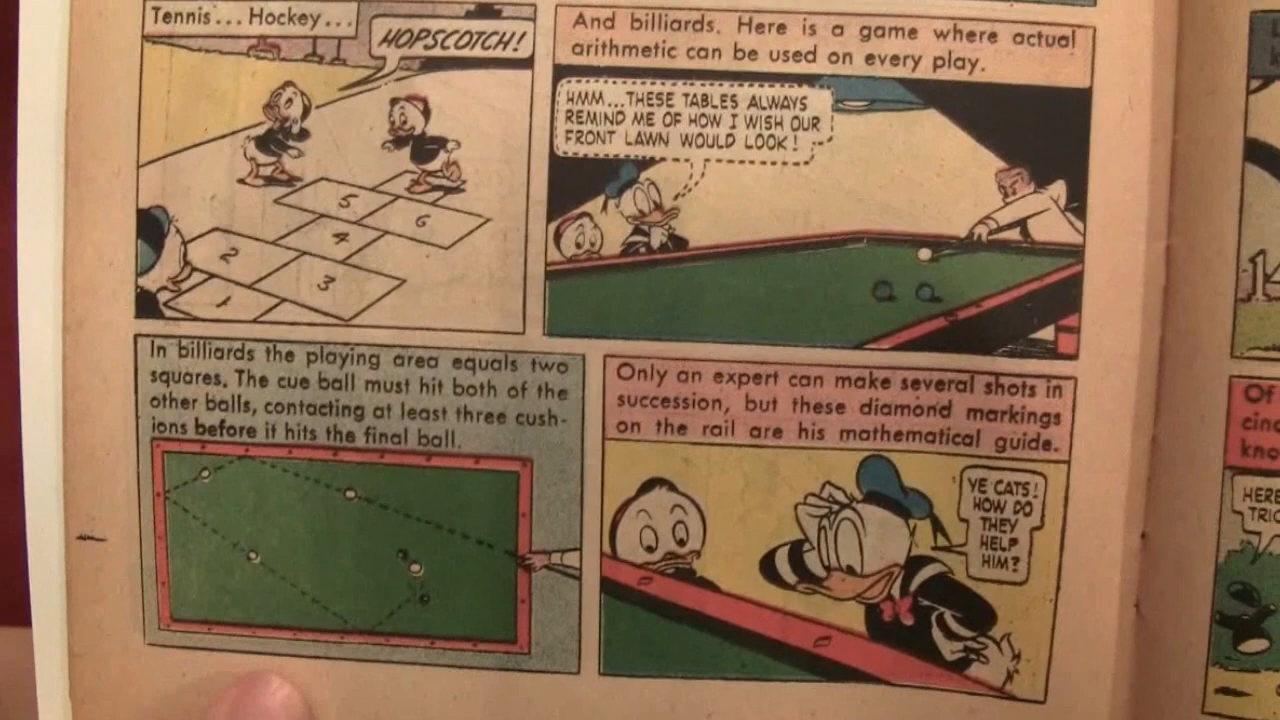 Tennis... Hockey...
HOPSCOTCH!
5
6
4
2
3
1
And billiards. Here is a game where actual
arithmetic can be used on every play.
HMM...THESE TABLES ALWAYS
REMIND ME OF HOW I WISH OUR
FRONT LAWN WOULD LOOK!
In billiards the playing area equals two
squares. The cue ball must hit both of the
other balls, contacting at least three cush-
ions before it hits the final ball.
Only an expert can make several shots in
succession, but these diamond markings
on the rail are his mathematical guide.
YE CATS!
HOW DO
THEY
HELP
HIM?
Of
HERE